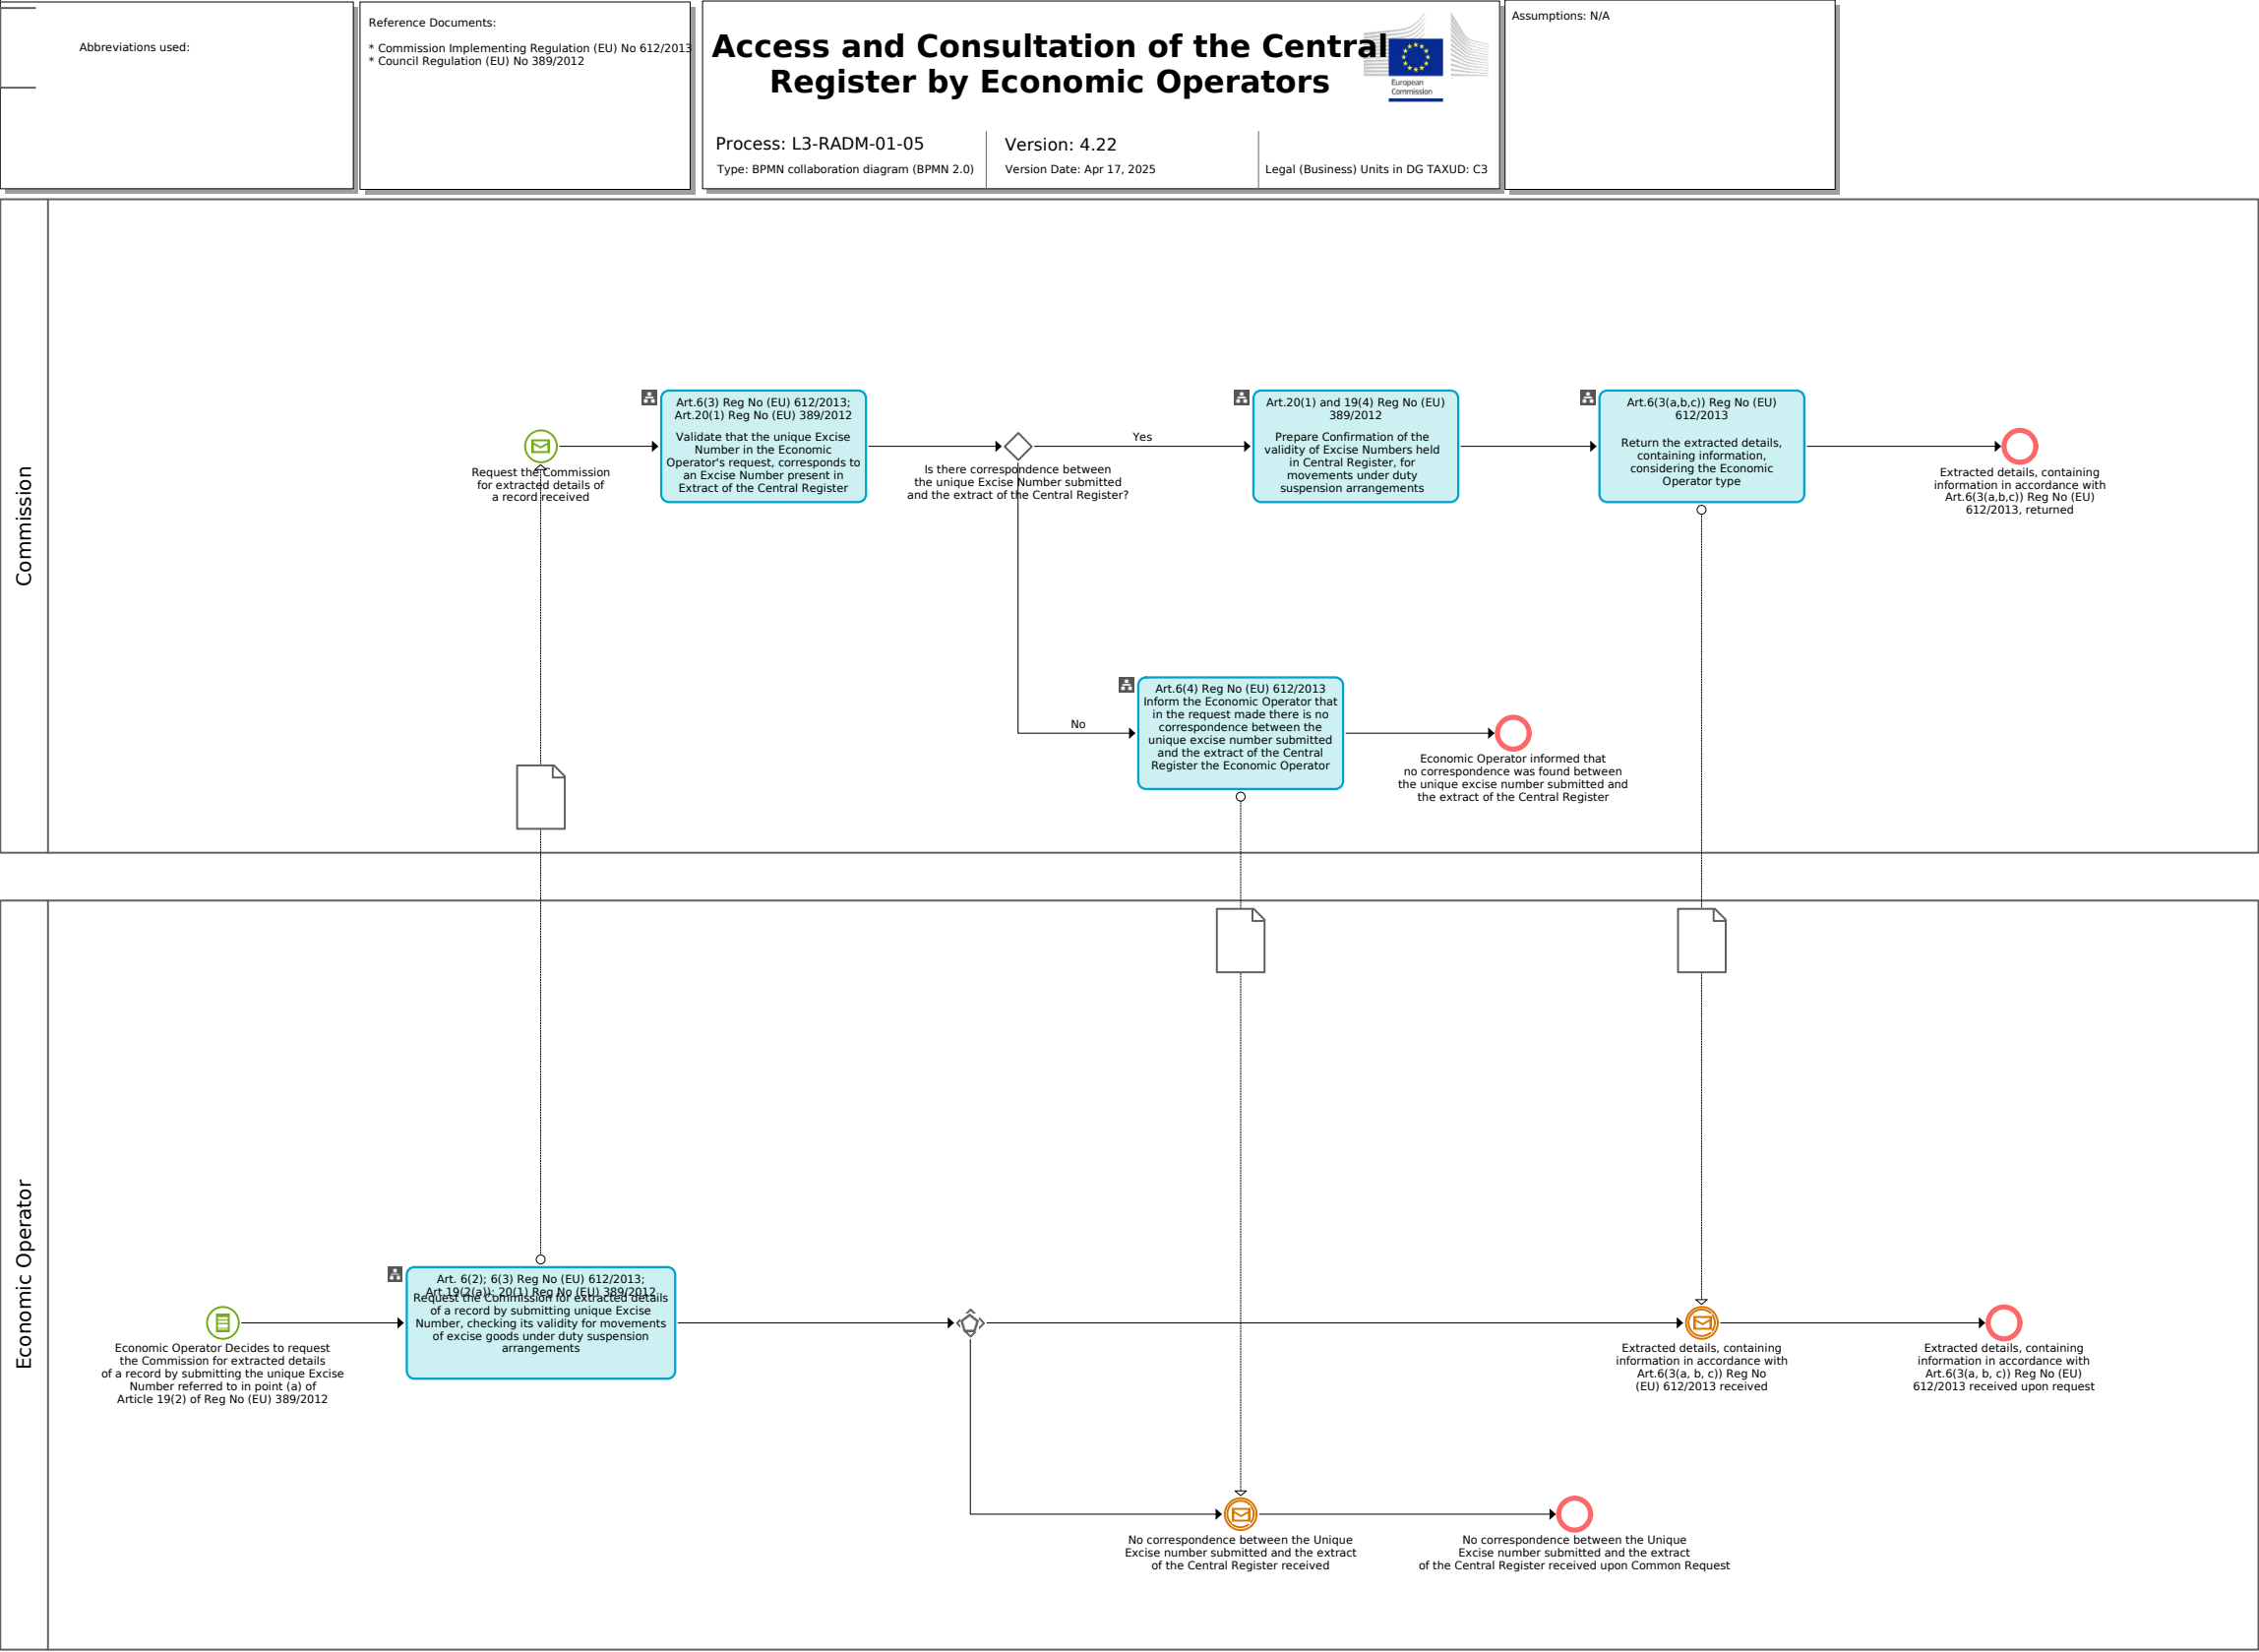 Abbreviations used:
Reference Documents:
* Commission Implementing Regulation (EU) No 612/2013
* Council Regulation (EU) No 389/2012
Access and Consultation of the Central
Register by Economic Operators
European
Commission
Process: L3-RADM-01-05
Version: 4.22
Type: BPMN collaboration diagram (BPMN 2.0)
Version Date: Apr 17, 2025
Legal (Business) Units in DG TAXUD: C3
Assumptions: N/A
Commission
Request the Commission
for extracted details of
a record received
Art.6(3) Reg No (EU) 612/2013;
Art.20(1) Reg No (EU) 389/2012
Validate that the unique Excise
Number in the Economic
Operator's request, corresponds to
an Excise Number present in
Extract of the Central Register
Is there correspondence between
the unique Excise Number submitted
and the extract of the Central Register?
Yes
Art.20(1) and 19(4) Reg No (EU)
389/2012
Prepare Confirmation of the
validity of Excise Numbers held
in Central Register, for
movements under duty
suspension arrangements
Art.6(3(a,b,c)) Reg No (EU)
612/2013
Return the extracted details,
containing information,
considering the Economic
Operator type
Extracted details, containing
information in accordance with
Art.6(3(a,b,c)) Reg No (EU)
612/2013, returned
No
Art.6(4) Reg No (EU) 612/2013
Inform the Economic Operator that
in the request made there is no
correspondence between the
unique excise number submitted
and the extract of the Central
Register the Economic Operator
Economic Operator informed that
no correspondence was found between
the unique excise number submitted and
the extract of the Central Register
Economic Operator
Economic Operator Decides to request
the Commission for extracted details
of a record by submitting the unique Excise
Number referred to in point (a) of
Article 19(2) of Reg No (EU) 389/2012
Art. 6(2); 6(3) Reg No (EU) 612/2013;
Art.19(2(a)); 20(1) Reg No (EU) 389/2012
Request the Commission for extracted details
of a record by submitting unique Excise
Number, checking its validity for movements
of excise goods under duty suspension
arrangements
Extracted details, containing
information in accordance with
Art.6(3(a, b, c)) Reg No
(EU) 612/2013 received
Extracted details, containing
information in accordance with
Art.6(3(a, b, c)) Reg No (EU)
612/2013 received upon request
No correspondence between the Unique
Excise number submitted and the extract
of the Central Register received
No correspondence between the Unique
Excise number submitted and the extract
of the Central Register received upon Common Request